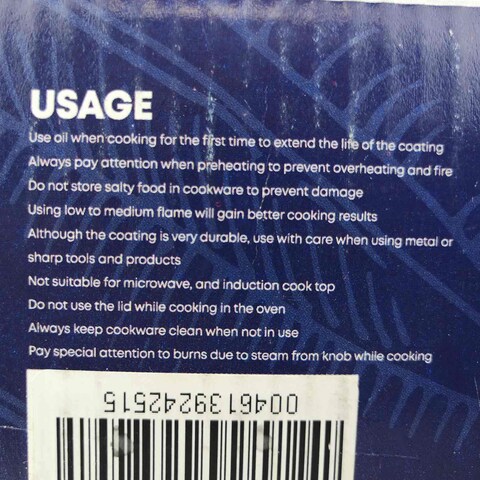 USAGE
Use oil when cooking for the first time to extend the life of the coating
Always pay attention when preheating to prevent overheating and fire
Do not store salty food in cookware to prevent damage
Using low to medium flame will gain better cooking results
Although the coating is very durable, use with care when using metal or
sharp tools and products
Not suitable for microwave, and induction cook top
Do not use the lid while cooking in the oven
Always keep cookware clean when not in use
Pay special attention to burns due to steam from knob while cooking
0046139242515